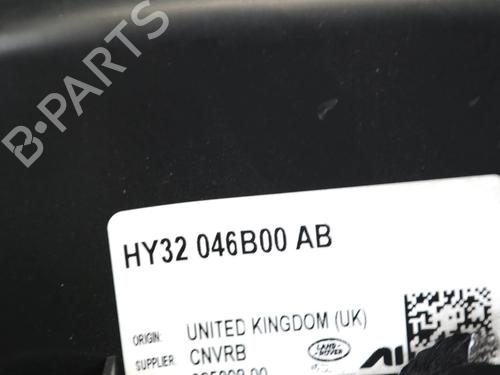 B-PARTS
HY32 046B00 AB
ORIGIN: UNITED KINGDOM (UK)
SUPPLIER: CNVRB
LAND ROVER